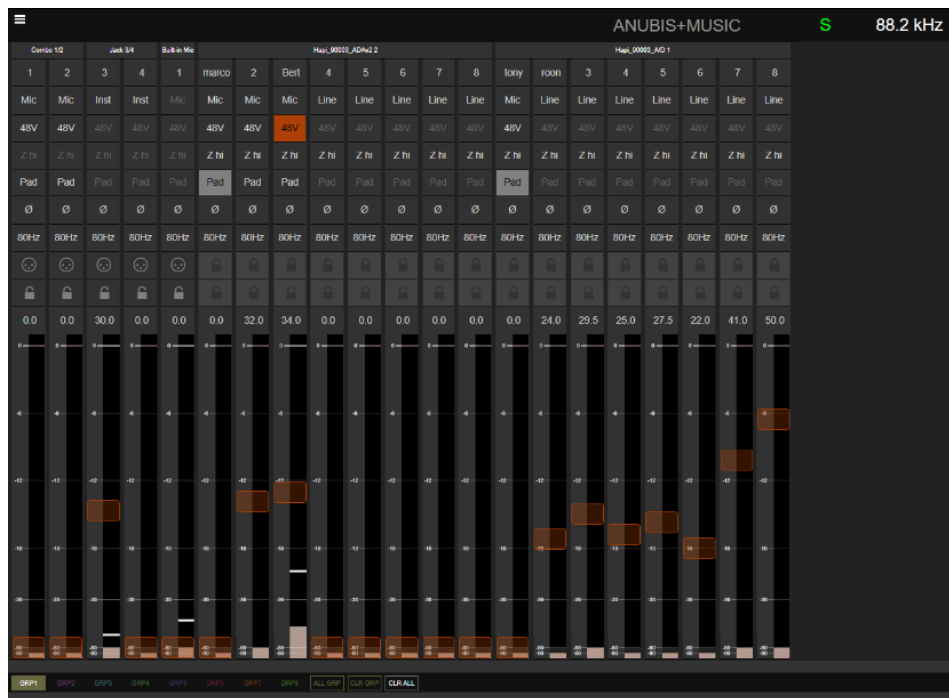 ANUBIS+MUSIC S 88.2 kHz
Combo 1/2 Jack 3/4 Built-in Mic Hapi_90003_ADAv2 2 Hapi_90003_A/D 1
1 2 3 4 1 marco 2 Bert 4 5 6 7 8 tony roon 3 4 5 6 7 8
Mic Mic Inst Inst Mic Mic Mic Mic Line Line Line Line Line Mic Line Line Line Line Line Line Line
48V 48V 48V 48V 48V 48V 48V 48V 48V 48V 48V 48V 48V 48V 48V 48V 48V 48V 48V 48V 48V
Z hi Z hi Z hi Z hi Z hi Z hi Z hi Z hi Z hi Z hi Z hi Z hi Z hi Z hi Z hi Z hi Z hi Z hi Z hi Z hi Z hi
Pad Pad Pad Pad Pad Pad Pad Pad Pad Pad Pad Pad Pad Pad Pad Pad Pad Pad Pad Pad Pad
Ø Ø Ø Ø Ø Ø Ø Ø Ø Ø Ø Ø Ø Ø Ø Ø Ø Ø Ø Ø Ø
80Hz 80Hz 80Hz 80Hz 80Hz 80Hz 80Hz 80Hz 80Hz 80Hz 80Hz 80Hz 80Hz 80Hz 80Hz 80Hz 80Hz 80Hz 80Hz 80Hz 80Hz
0.0 0.0 30.0 0.0 0.0 0.0 32.0 34.0 0.0 0.0 0.0 0.0 0.0 0.0 24.0 29.5 25.0 27.5 22.0 41.0 50.0
GRP1 GRP2 GRP3 GRP4 GRP5 GRP6 GRP7 GRP8 ALL GRP CLR GRP CLR ALL